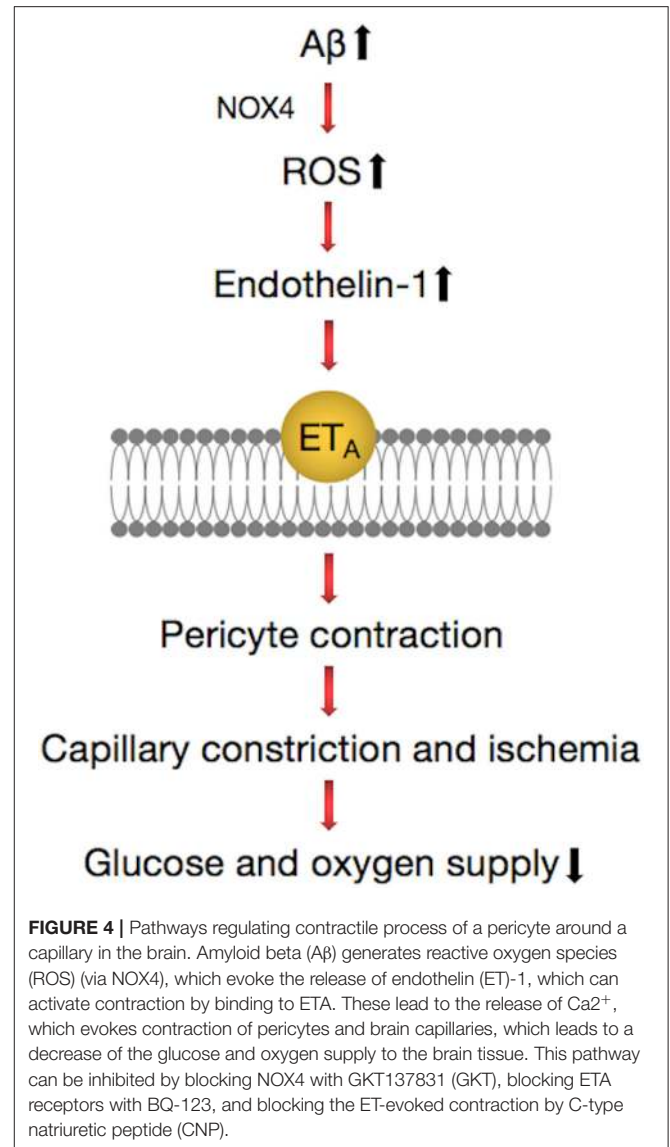 Aβ⬆
NOX4
ROS⬆
Endothelin-1⬆
ETA
Pericyte contraction
Capillary constriction and ischemia
Glucose and oxygen supply⬇
FIGURE 4 | Pathways regulating contractile process of a pericyte around a
capillary in the brain. Amyloid beta (Aβ) generates reactive oxygen species
(ROS) (via NOX4), which evoke the release of endothelin (ET)-1, which can
activate contraction by binding to ETA. These lead to the release of Ca2⁺,
which evokes contraction of pericytes and brain capillaries, which leads to a
decrease of the glucose and oxygen supply to the brain tissue. This pathway
can be inhibited by blocking NOX4 with GKT137831 (GKT), blocking ETA
receptors with BQ-123, and blocking the ET-evoked contraction by C-type
natriuretic peptide (CNP).